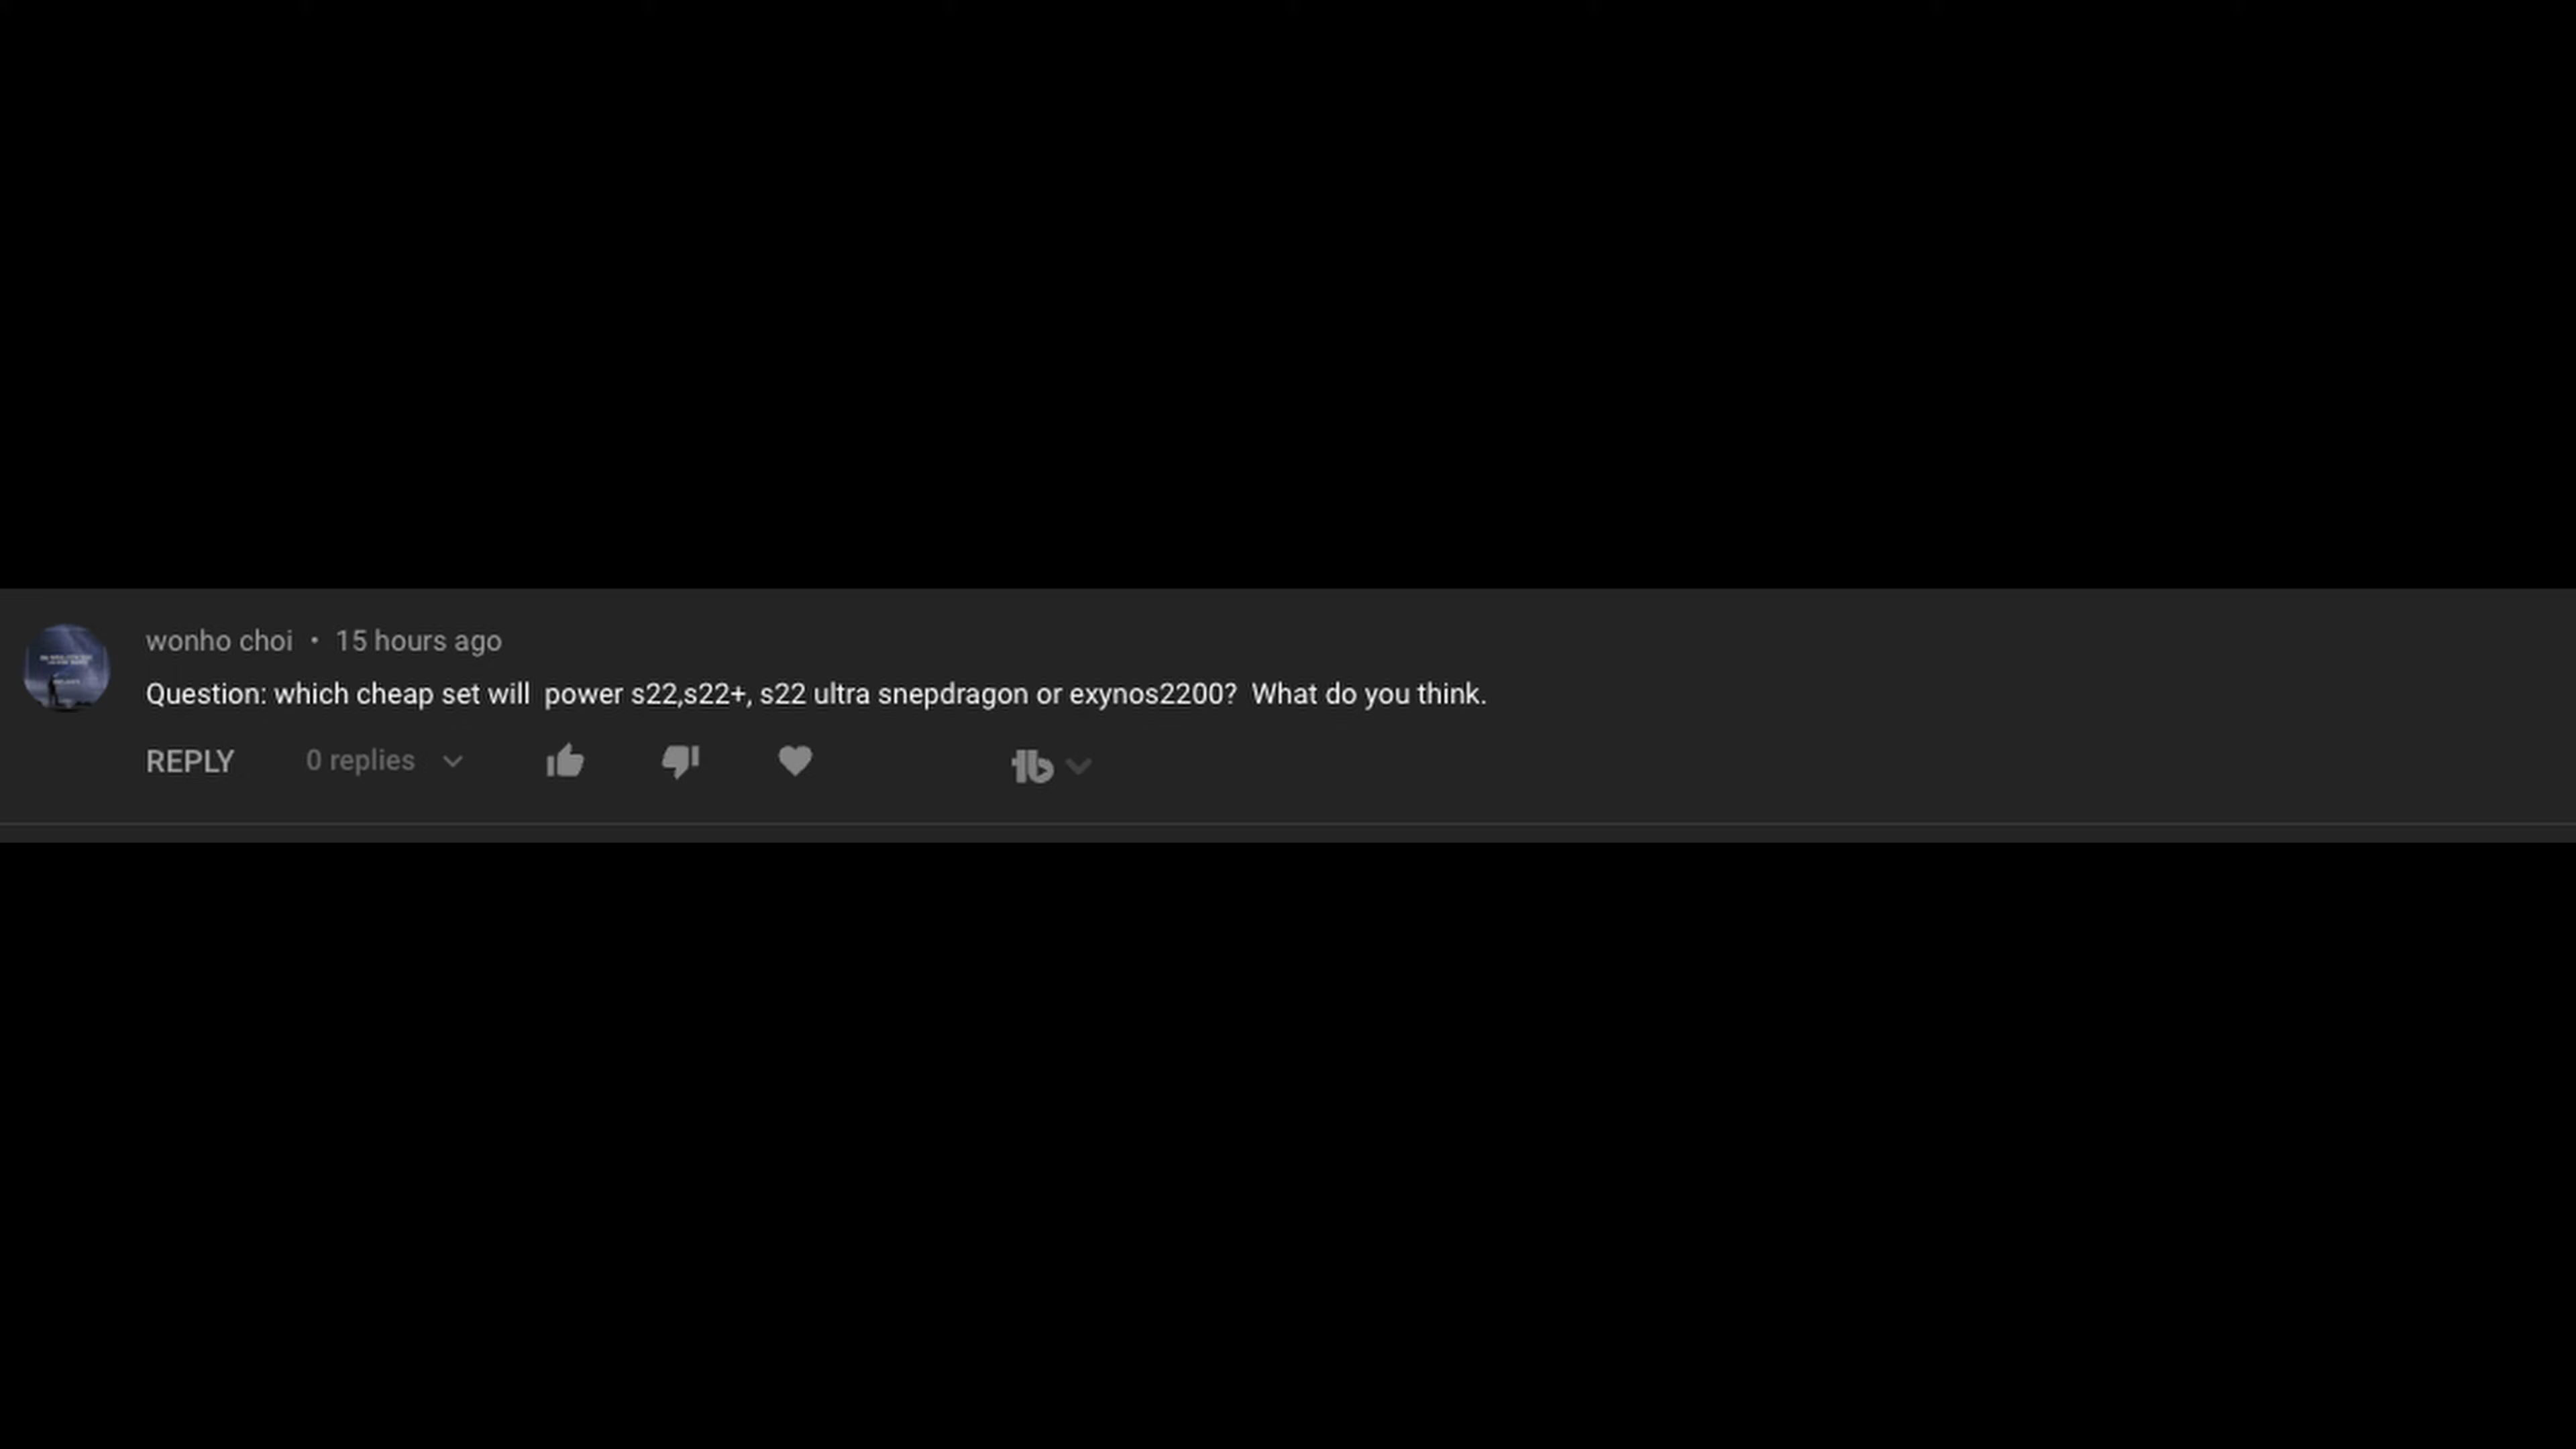 wonho choi • 15 hours ago
Question: which cheap set will  power s22,s22+, s22 ultra snepdragon or exynos2200?  What do you think.
REPLY 0 replies